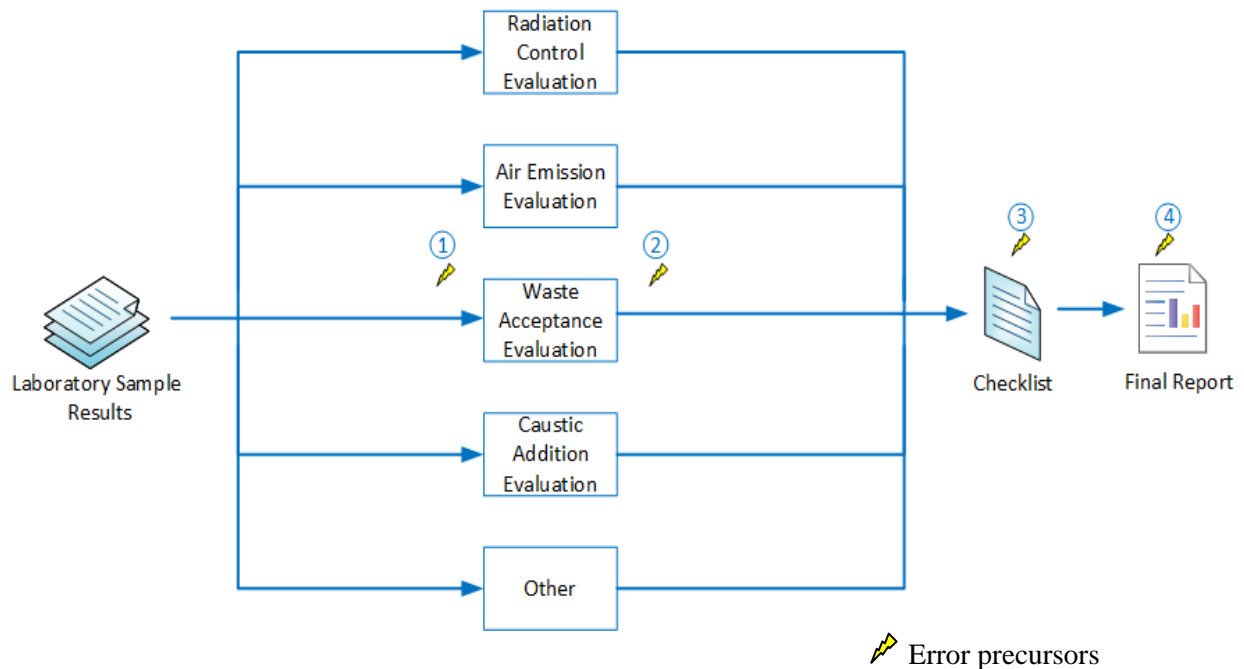 Radiation
Control
Evaluation
Air Emission
Evaluation
1
2
3
4
Waste
Acceptance
Evaluation
Laboratory Sample
Results
Checklist
Final Report
Caustic
Addition
Evaluation
Other
Error precursors